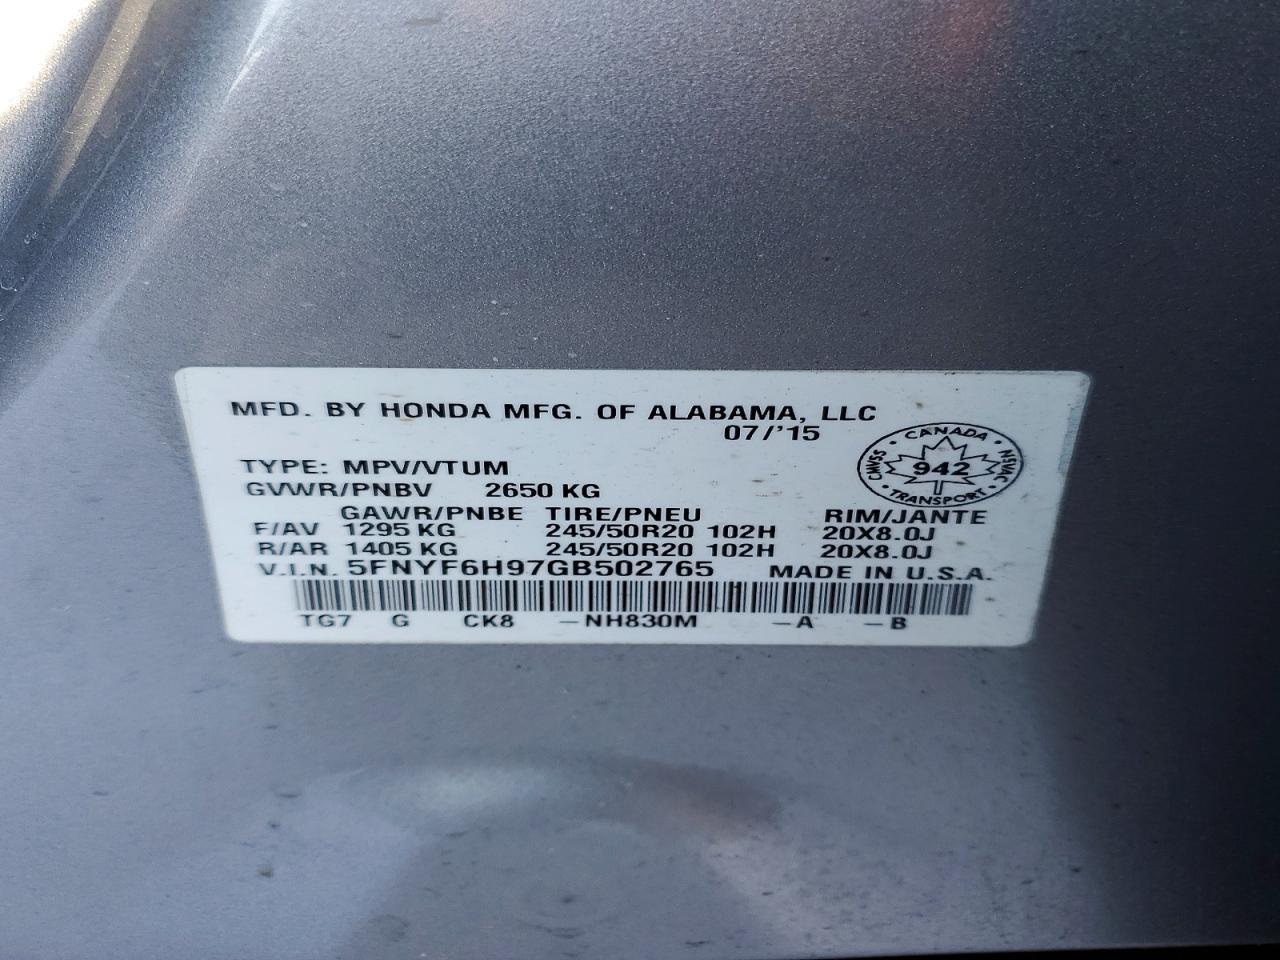 MFD. BY HONDA MFG. OF ALABAMA, LLC
07/'15
CANADA
CMVSS 942 NSVAC
TRANSPORT
TYPE: MPV/VTUM
GVWR/PNBV 2650 KG
GAWR/PNBE TIRE/PNEU RIM/JANTE
F/AV 1295 KG 245/50R20 102H 20X8.0J
R/AR 1405 KG 245/50R20 102H 20X8.0J
V.I.N. 5FNYF6H97GB502765 MADE IN U.S.A.
TG7 G CK8 -NH830M -A -B